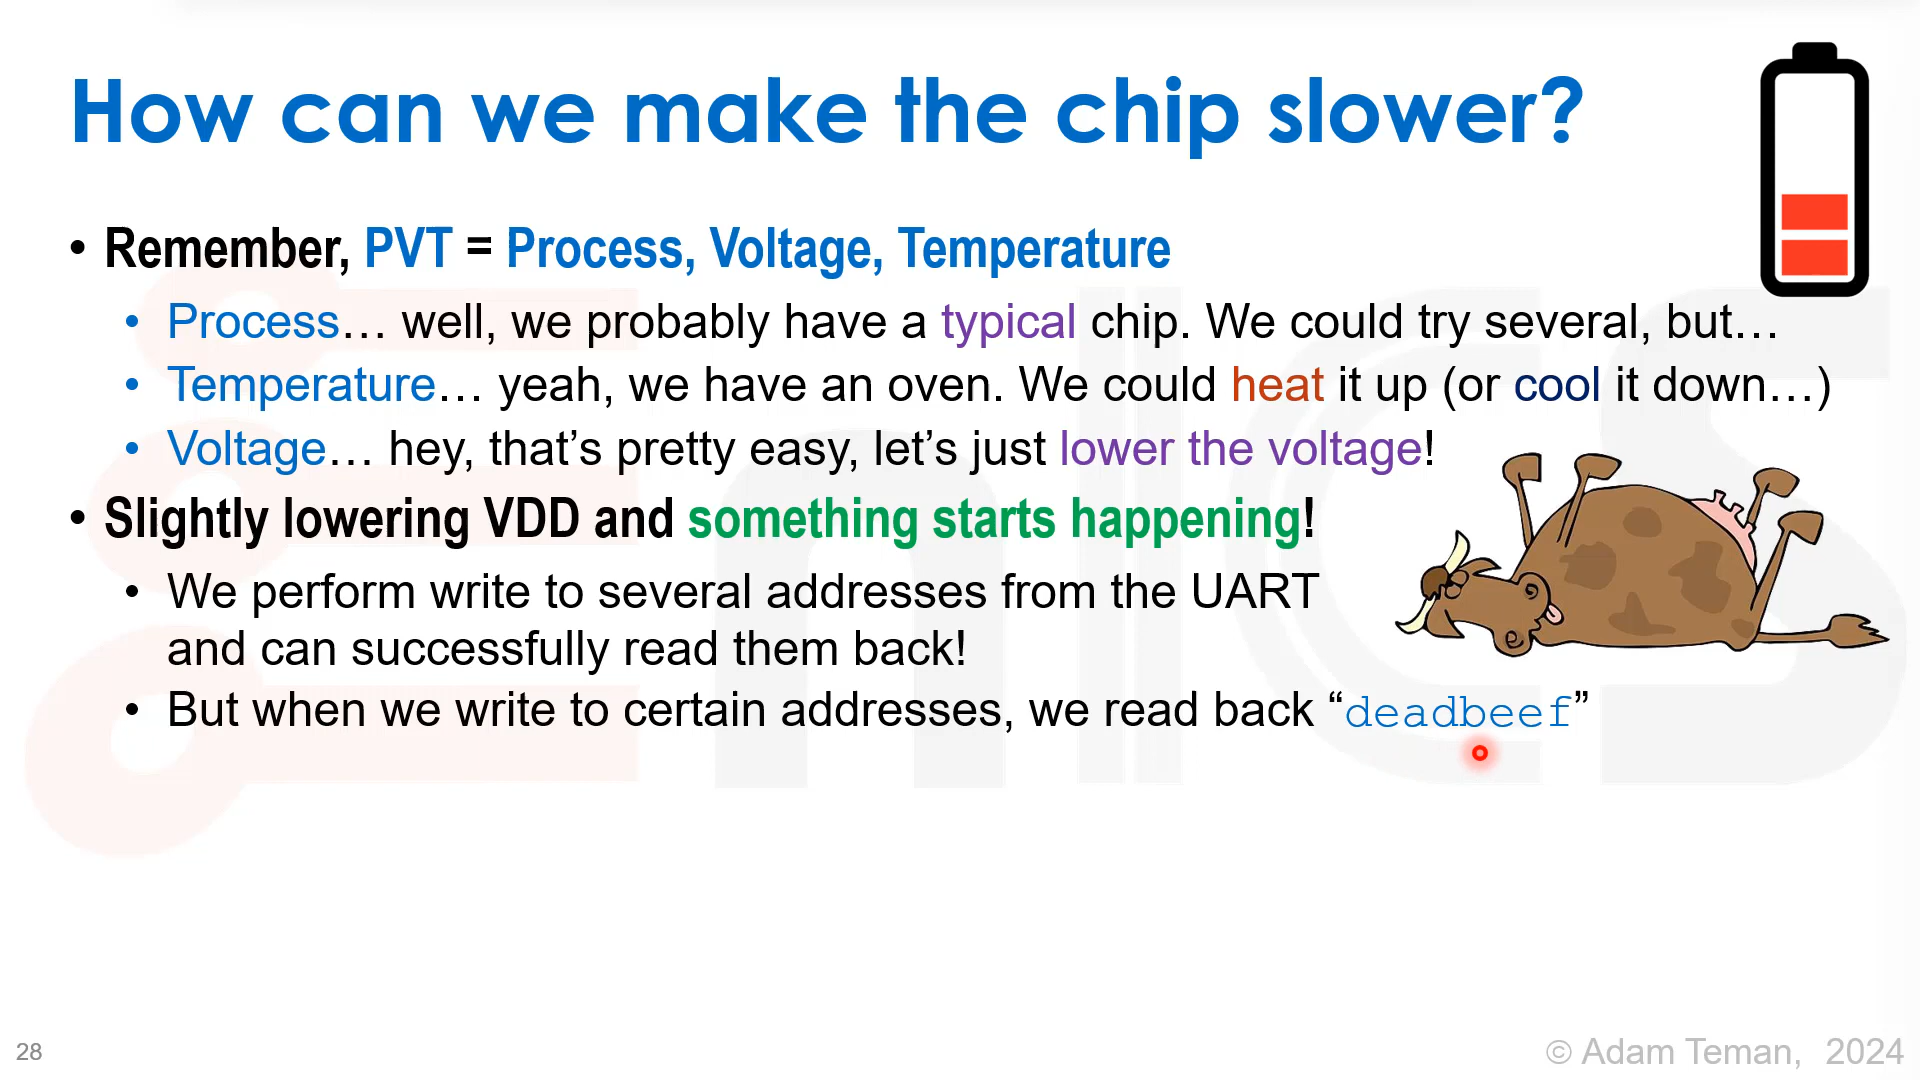 How can we make the chip slower?
• Remember, PVT = Process, Voltage, Temperature
• Process… well, we probably have a typical chip. We could try several, but…
• Temperature… yeah, we have an oven. We could heat it up (or cool it down…)
• Voltage… hey, that’s pretty easy, let’s just lower the voltage!
• Slightly lowering VDD and something starts happening!
• We perform write to several addresses from the UART
and can successfully read them back!
• But when we write to certain addresses, we read back “deadbeef”
28
© Adam Teman, 2024